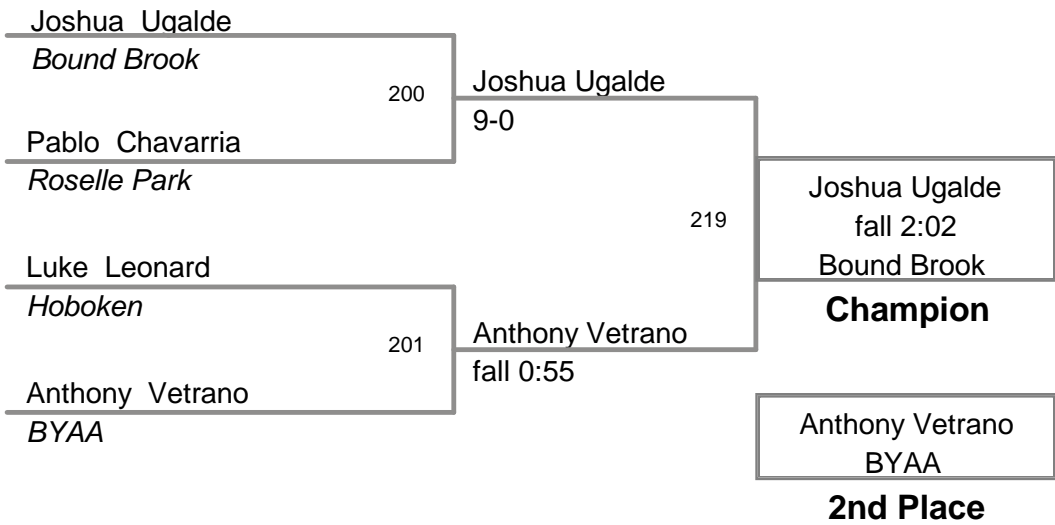 Joshua Ugalde
Bound Brook
200
Pablo Chavarria
Roselle Park
Joshua Ugalde
9-0
Luke Leonard
Hoboken
201
Anthony Vetrano
BYAA
Anthony Vetrano
fall 0:55
219
Joshua Ugalde
fall 2:02
Bound Brook
Champion
Anthony Vetrano
BYAA
2nd Place